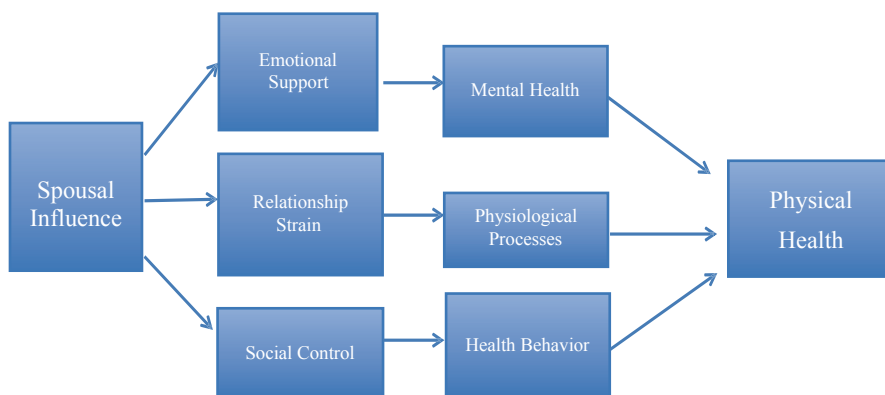 Spousal
Influence
Emotional
Support
Mental Health
Relationship
Strain
Physiological
Processes
Social Control
Health Behavior
Physical
Health